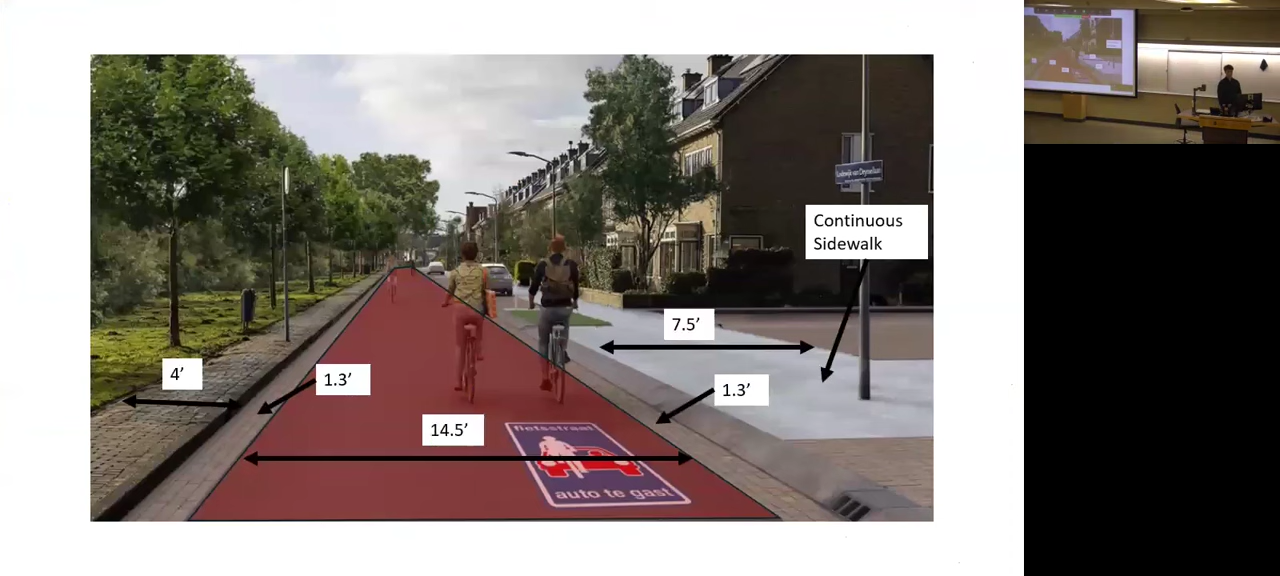 Continuous
Sidewalk
7.5'
4'
1.3'
1.3'
14.5'
fietsstraat
auto te gast